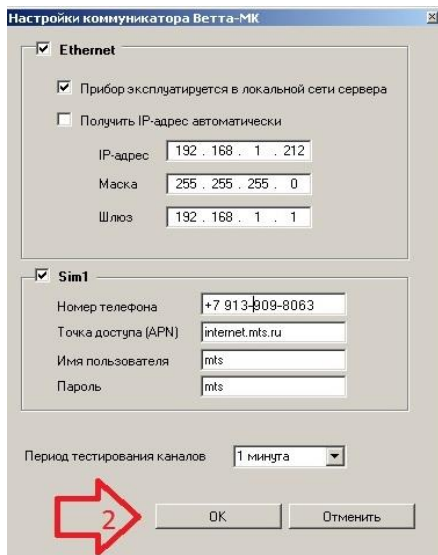 Настройки коммуникатора Ветта-МК
Ethernet
Прибор эксплуатируется в локальной сети сервера
Получить IP-адрес автоматически
IP-адрес 192 . 168 . 1 . 212
Маска 255 . 255 . 255 . 0
Шлюз 192 . 168 . 1 . 1
Sim1
Номер телефона +7 913-909-8063
Точка доступа (APN) internet.mts.ru
Имя пользователя mts
Пароль mts
Период тестирования каналов 1 минута
2 OK Отменить